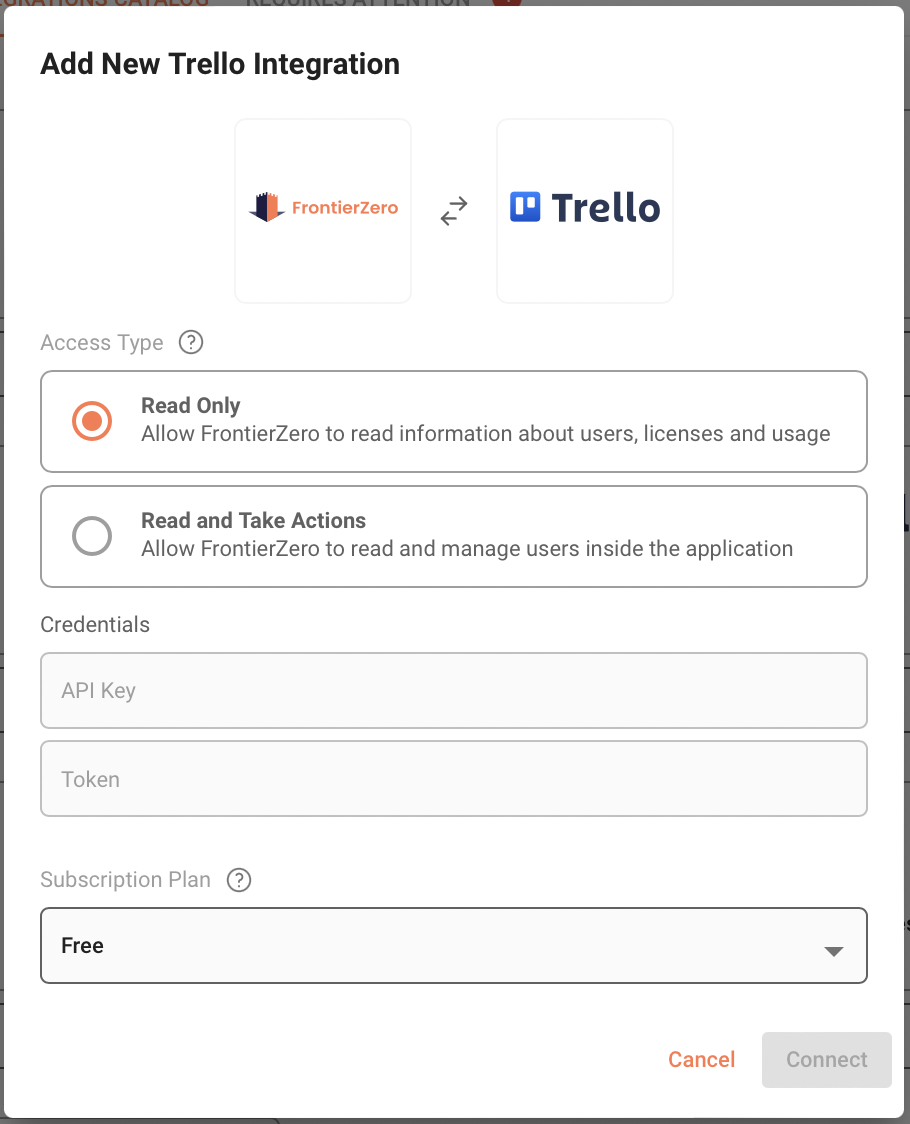 REQUIRES ATTENTION
Add New Trello Integration
FrontierZero
Trello
Access Type ?
Read Only
Allow FrontierZero to read information about users, licenses and usage
Read and Take Actions
Allow FrontierZero to read and manage users inside the application
Credentials
API Key
Token
Subscription Plan ?
Free
Cancel
Connect